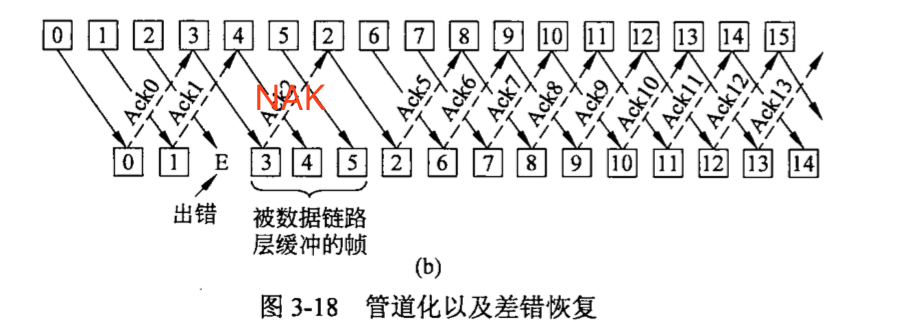 0 1 2 3 4 5 2 6 7 8 9 10 11 12 13 14 15
Ack0 Ack1 NAK Ack5 Ack6 Ack7 Ack8 Ack9 Ack10 Ack11 Ack12 Ack13
0 1 E 3 4 5 2 6 7 8 9 10 11 12 13 14
出错
被数据链路
层缓冲的帧
(b)
图 3-18 管道化以及差错恢复